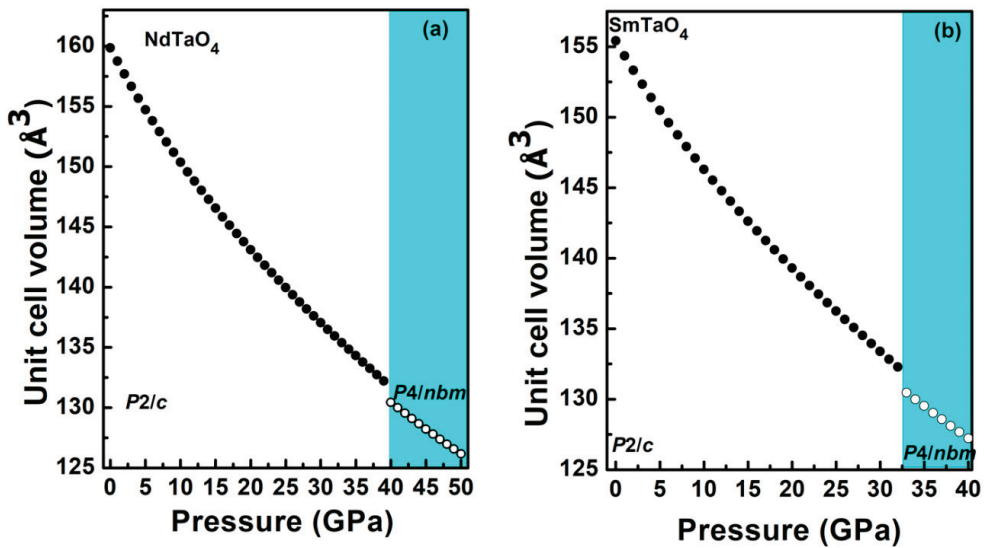 (a)
NdTaO₄
160
155
150
145
140
135
130
125
Unit cell volume (Å³)
P2/c
P4/nbm
0 5 10 15 20 25 30 35 40 45 50
Pressure (GPa)
(b)
SmTaO₄
155
150
145
140
135
130
125
Unit cell volume (Å³)
P2/c
P4/nbm
0 5 10 15 20 25 30 35 40
Pressure (GPa)